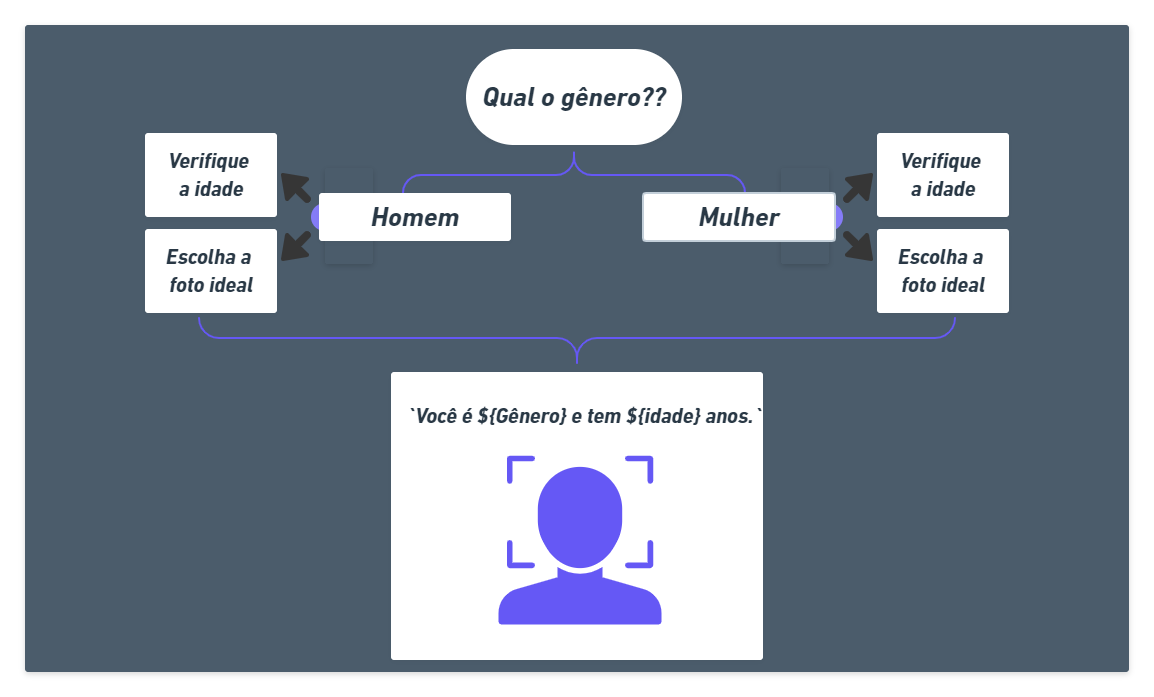 Qual o gênero??
Verifique
a idade
Homem
Escolha a
foto ideal
Mulher
Verifique
a idade
Escolha a
foto ideal
`Você é ${Gênero} e tem ${idade} anos.`